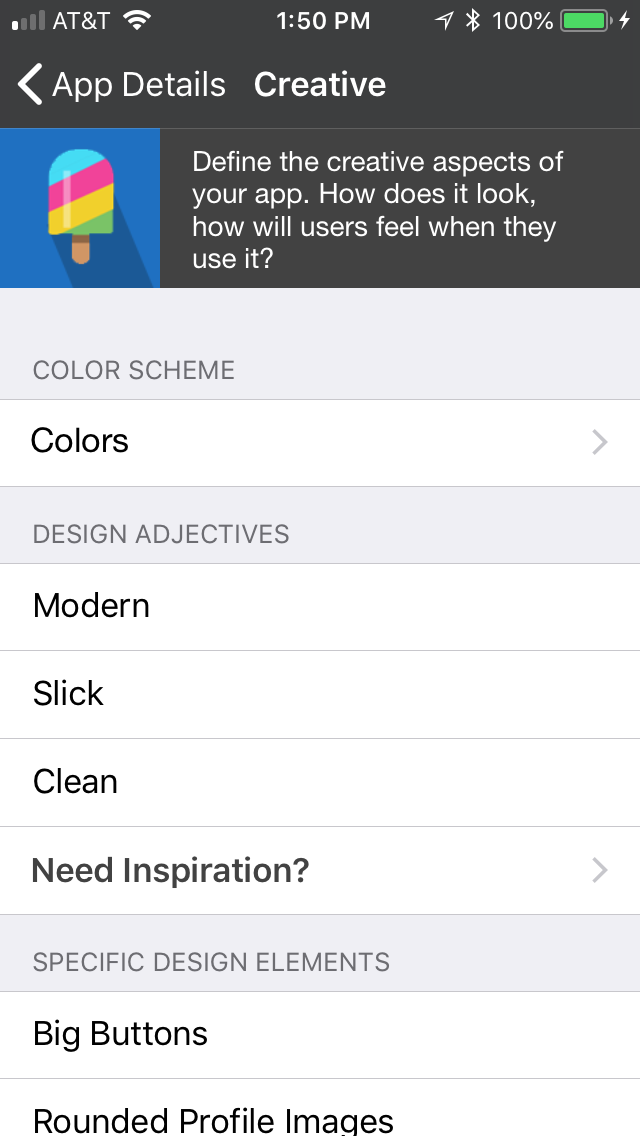 AT&T 1:50 PM 100%
App Details Creative
Define the creative aspects of
your app. How does it look,
how will users feel when they
use it?
COLOR SCHEME
Colors
DESIGN ADJECTIVES
Modern
Slick
Clean
Need Inspiration?
SPECIFIC DESIGN ELEMENTS
Big Buttons
Rounded Profile Images